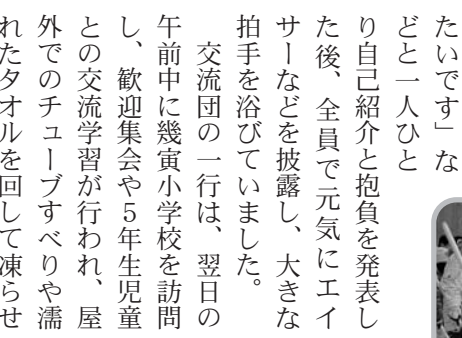 たいです」な
どと一人ひと
り自己紹介と抱負を発表し
た後、全員で元気にエイ
サーなどを披露し、大きな
拍手を浴びていました。
交流団の一行は、翌日の
午前中に幾寅小学校を訪問
し、歓迎集会や５年生児童
との交流学習が行われ、屋
外でのチューブすべりや濡
れたタオルを回して凍らせ